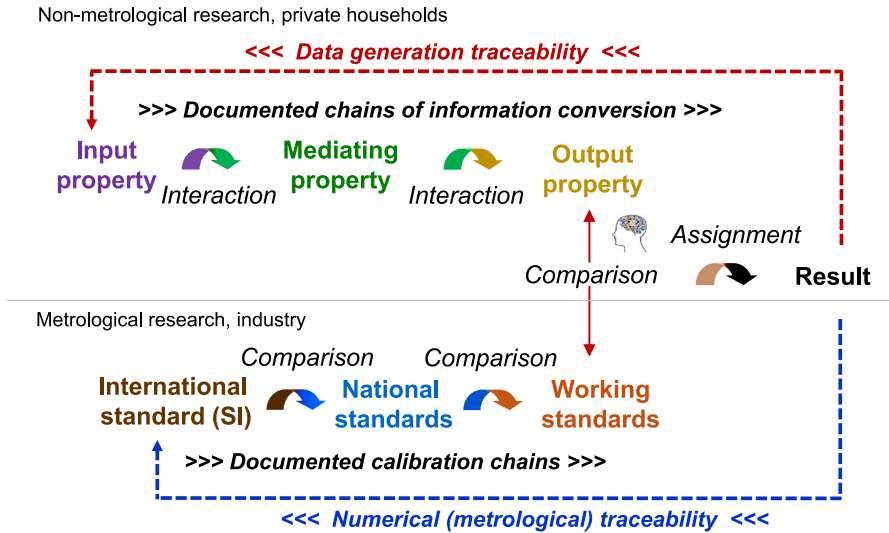 Non-metrological research, private households
<<< Data generation traceability <<<
>>> Documented chains of information conversion >>>
Input property
Interaction
Mediating property
Interaction
Output property
Assignment
Comparison
Result
Metrological research, industry
Comparison
Comparison
International standard (SI)
National standards
Working standards
>>> Documented calibration chains >>>
<<< Numerical (metrological) traceability <<<